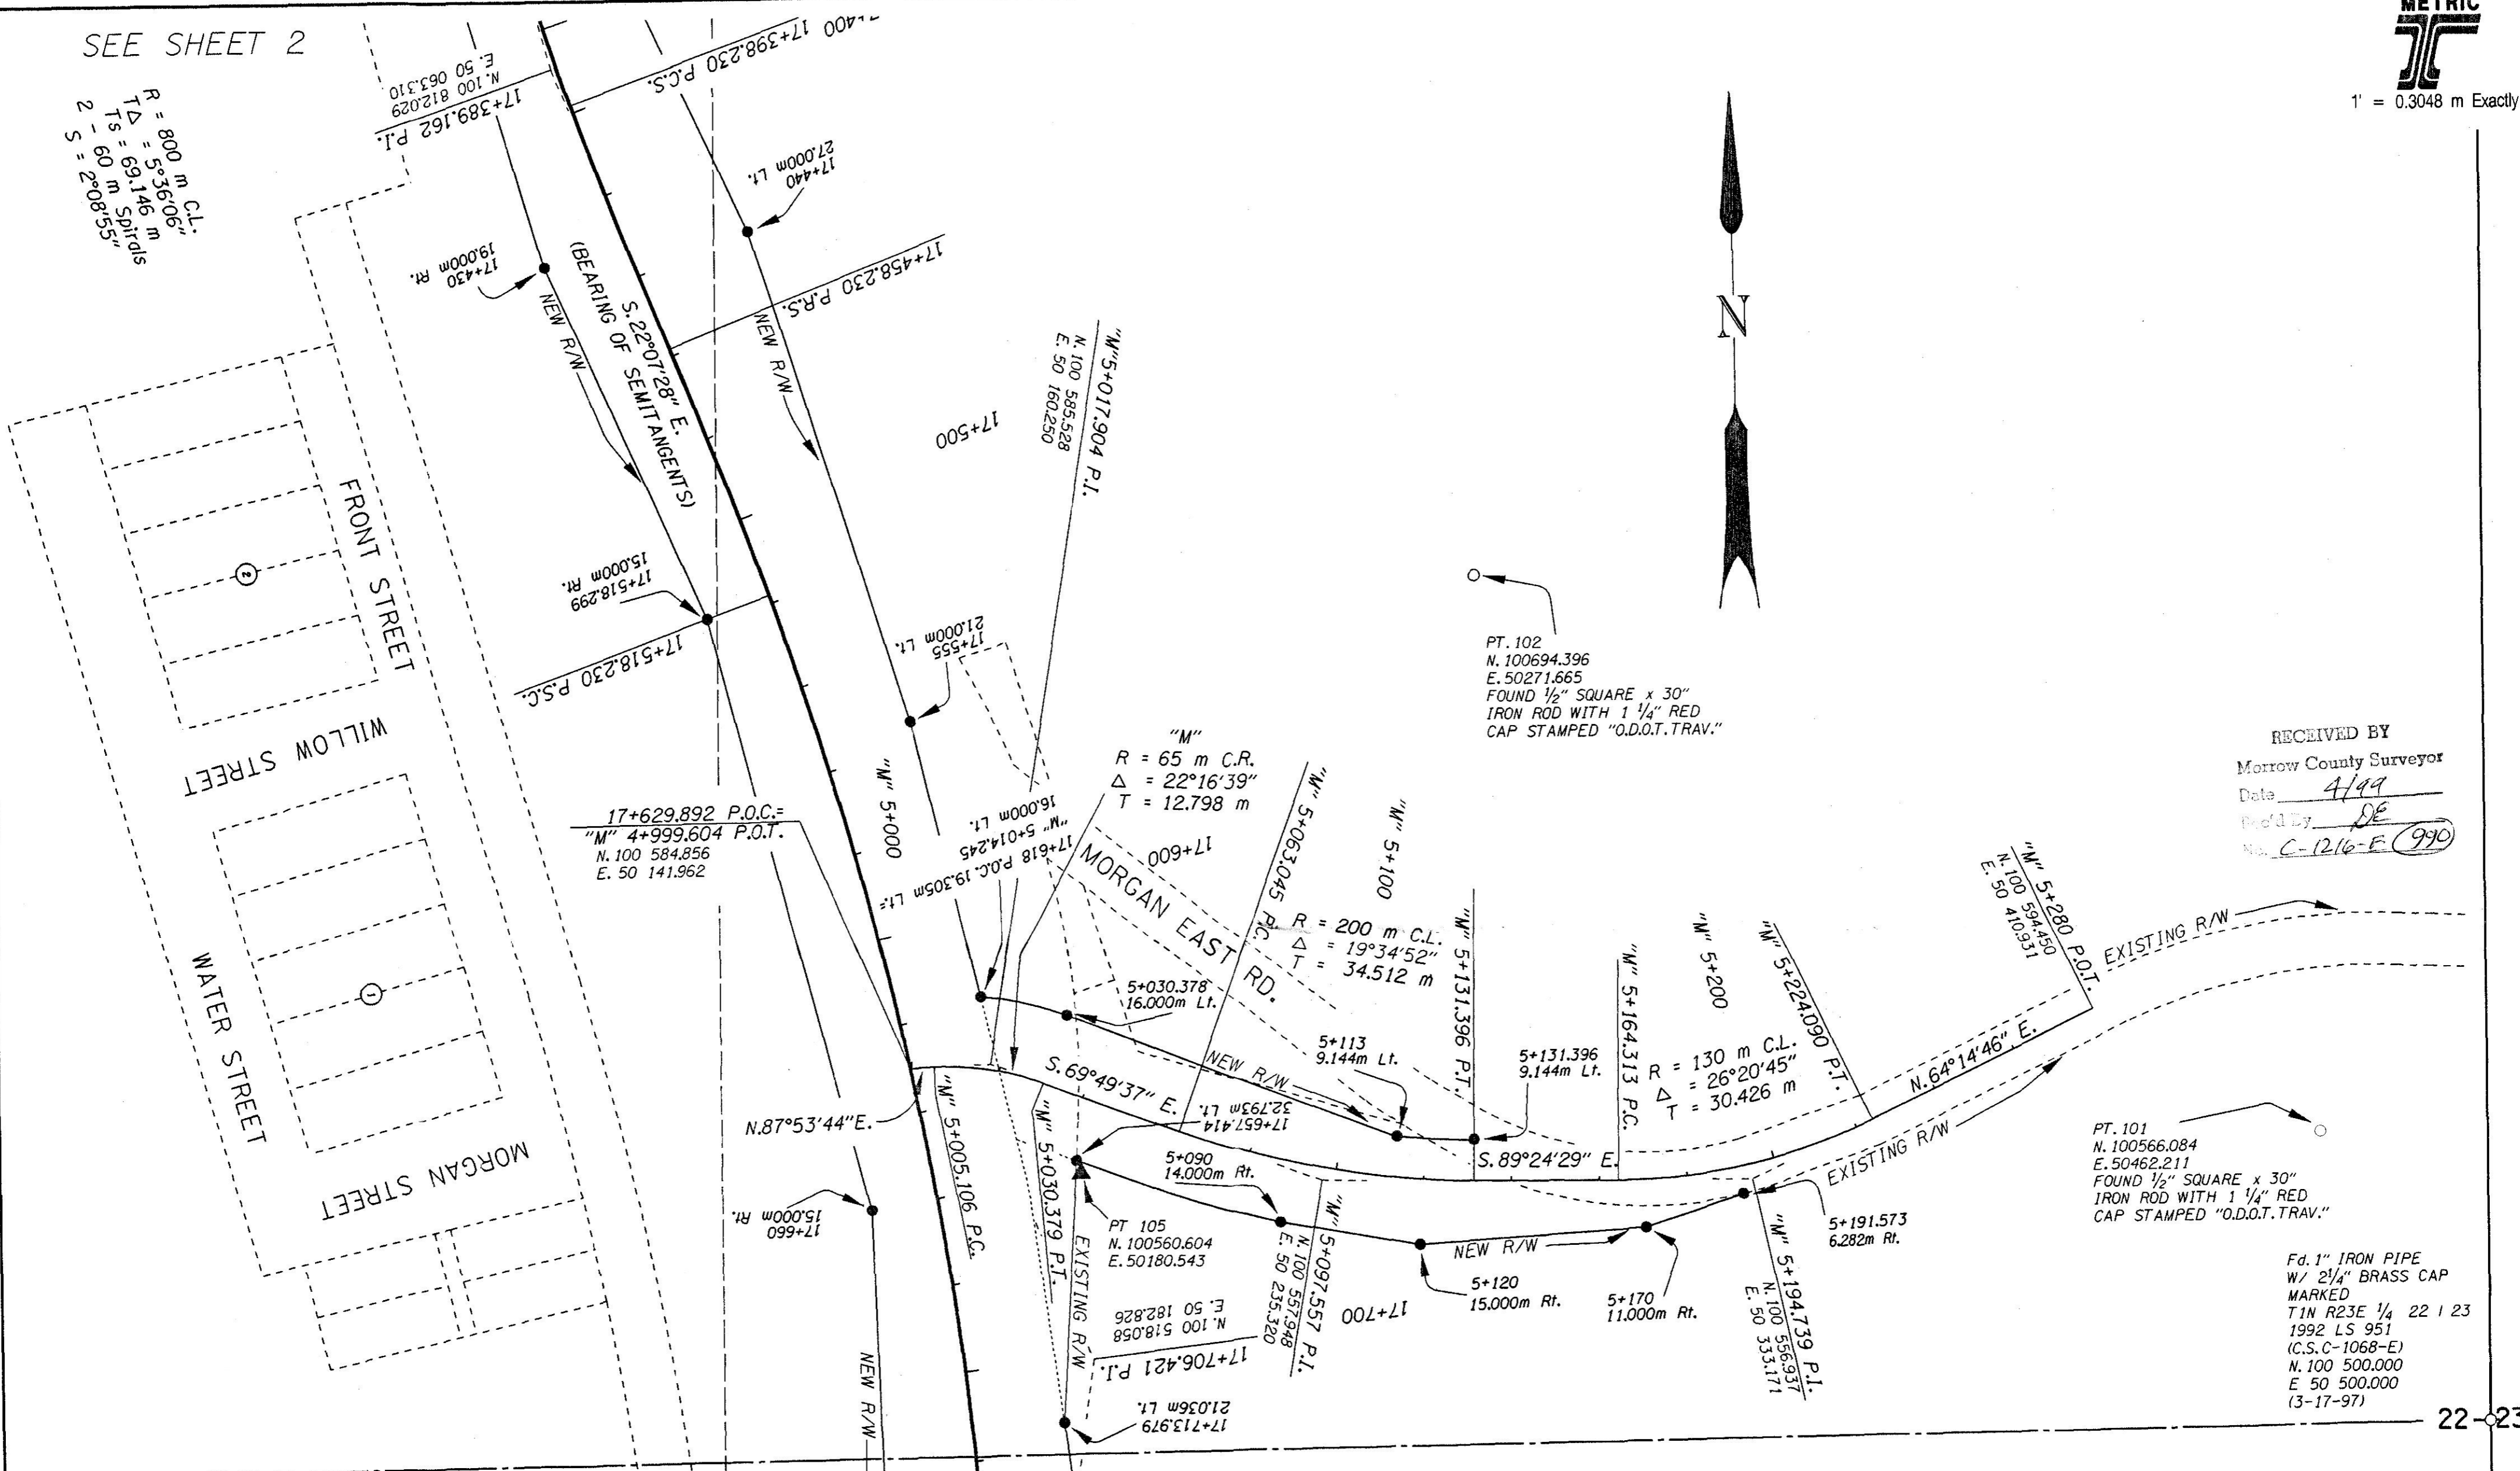 SEE SHEET 2
METRIC
1' = 0.3048 m Exactly
R = 800 m C.L.
T△ = 5°36'06"
Ts = 69.146 m
2 - 60 m Spirals
S = 2°08'55"
17+389.162 P.I.
N. 100 812.029
E. 50 063.310
17+398.230 P.C.S.
17+440
27.000m Lt.
17+430
19.000m Rt.
NEW R/W
S. 22°07'28" E.
(BEARING OF SEMITANGENTS)
17+458.230 P.R.S.
NEW R/W
17+500
"M" 5+017.904 P.I.
N. 100 585.528
E. 50 160.250
FRONT STREET
2
17+518.299
15.000m Rt.
17+518.230 P.S.C.
17+555
21.000m Lt.
WILLOW STREET
PT. 102
N. 100694.396
E. 50271.665
FOUND 1/2" SQUARE x 30"
IRON ROD WITH 1 1/4" RED
CAP STAMPED "O.D.O.T. TRAV."
RECEIVED BY
Morrow County Surveyor
Date 4/99
Rec'd By DE
No. C-1216-E (990)
17+629.892 P.O.C.=
"M" 4+999.604 P.O.T.
N. 100 584.856
E. 50 141.962
"M" 5+000
"M"
R = 65 m C.R.
△ = 22°16'39"
T = 12.798 m
17+618 P.O.C. 19.305m Lt.=
"M" 5+014.245
16.000m Lt.
17+600
MORGAN EAST RD.
"M" 5+063.045 P.C.
"M" 5+100
R = 200 m C.L.
△ = 19°34'52"
T = 34.512 m
"M" 5+131.396 P.T.
"M" 5+164.313 P.C.
"M" 5+200
"M" 5+224.090 P.T.
R = 130 m C.L.
△ = 26°20'45"
T = 30.426 m
"M" 5+280 P.O.T.
N. 100 594.450
E. 50 410.931
EXISTING R/W
WATER STREET
1
MORGAN STREET
5+030.378
16.000m Lt.
NEW R/W
5+113
9.144m Lt.
5+131.396
9.144m Lt.
S. 69°49'37" E.
N. 64°14'46" E.
N. 87°53'44" E.
"M" 5+005.106 P.C.
"M" 5+030.379 P.T.
17+657.414
32.793m Lt.
S. 89°24'29" E.
EXISTING R/W
5+090
14.000m Rt.
17+660
15.000m Rt.
PT 105
N. 100560.604
E. 50180.543
EXISTING R/W
"M" 5+097.557 P.I.
N. 100 557.948
E. 50 235.320
17+700
NEW R/W
5+120
15.000m Rt.
5+170
11.000m Rt.
5+191.573
6.282m Rt.
"M" 5+194.739 P.I.
N. 100 556.937
E. 50 333.171
PT. 101
N. 100566.084
E. 50462.211
FOUND 1/2" SQUARE x 30"
IRON ROD WITH 1 1/4" RED
CAP STAMPED "O.D.O.T. TRAV."
17+706.421 P.I.
N. 100 518.058
E. 50 182.826
17+713.979
21.036m Lt.
NEW R/W
Fd. 1" IRON PIPE
W/ 2 1/4" BRASS CAP
MARKED
T1N R23E 1/4 22 | 23
1992 LS 951
(C.S. C-1068-E)
N. 100 500.000
E 50 500.000
(3-17-97)
22
23
N